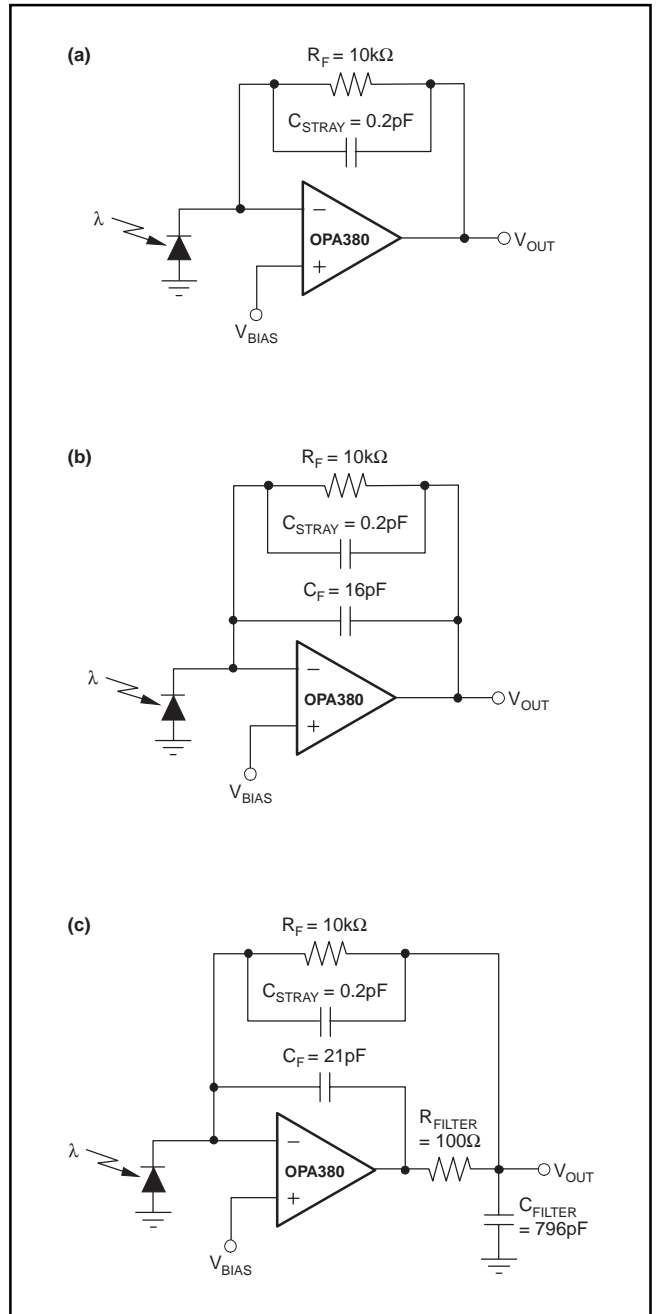 (a)
R_F = 10kΩ
C_STRAY = 0.2pF
λ
−
OPA380
+
V_OUT
V_BIAS
(b)
R_F = 10kΩ
C_STRAY = 0.2pF
C_F = 16pF
λ
−
OPA380
+
V_OUT
V_BIAS
(c)
R_F = 10kΩ
C_STRAY = 0.2pF
C_F = 21pF
R_FILTER
= 100Ω
λ
−
OPA380
+
V_OUT
C_FILTER
= 796pF
V_BIAS